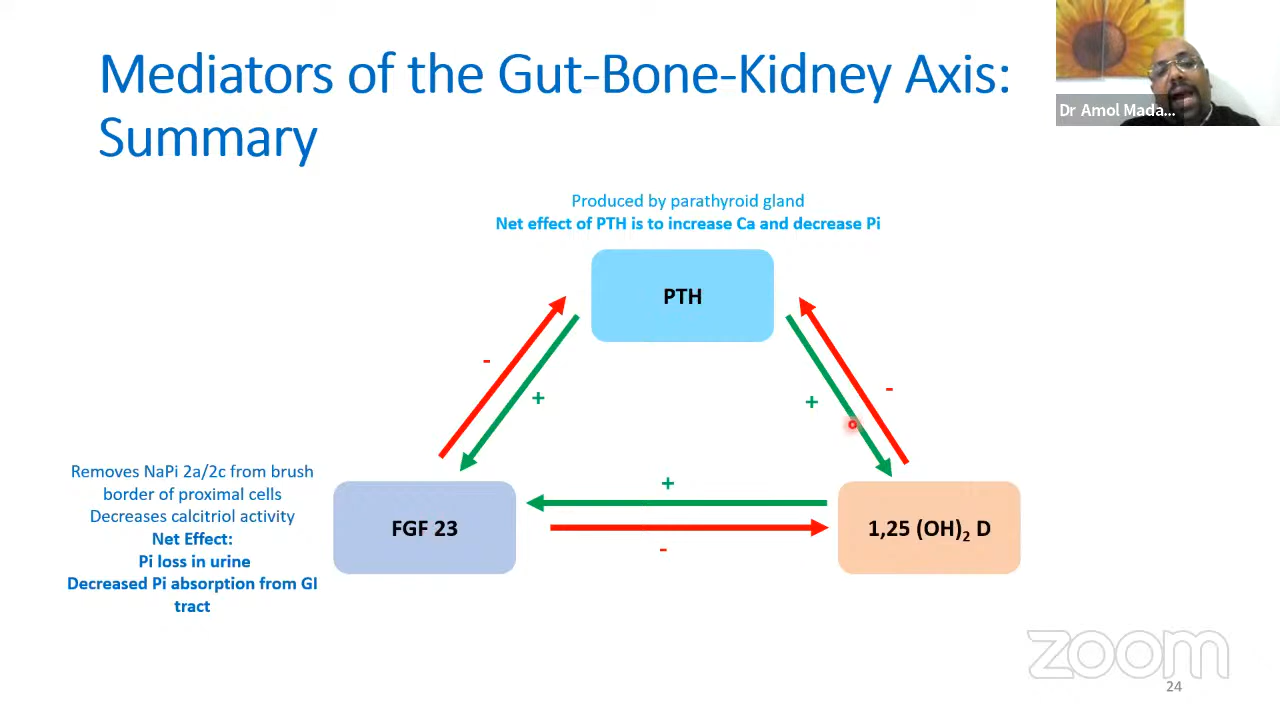 Mediators of the Gut-Bone-Kidney Axis:
Summary
Dr Amol Mada...
Produced by parathyroid gland
Net effect of PTH is to increase Ca and decrease Pi
PTH
-
+
+
-
Removes NaPi 2a/2c from brush
border of proximal cells
Decreases calcitriol activity
Net Effect:
Pi loss in urine
Decreased Pi absorption from GI
tract
FGF 23
+
-
1,25 (OH)₂ D
zoom
24